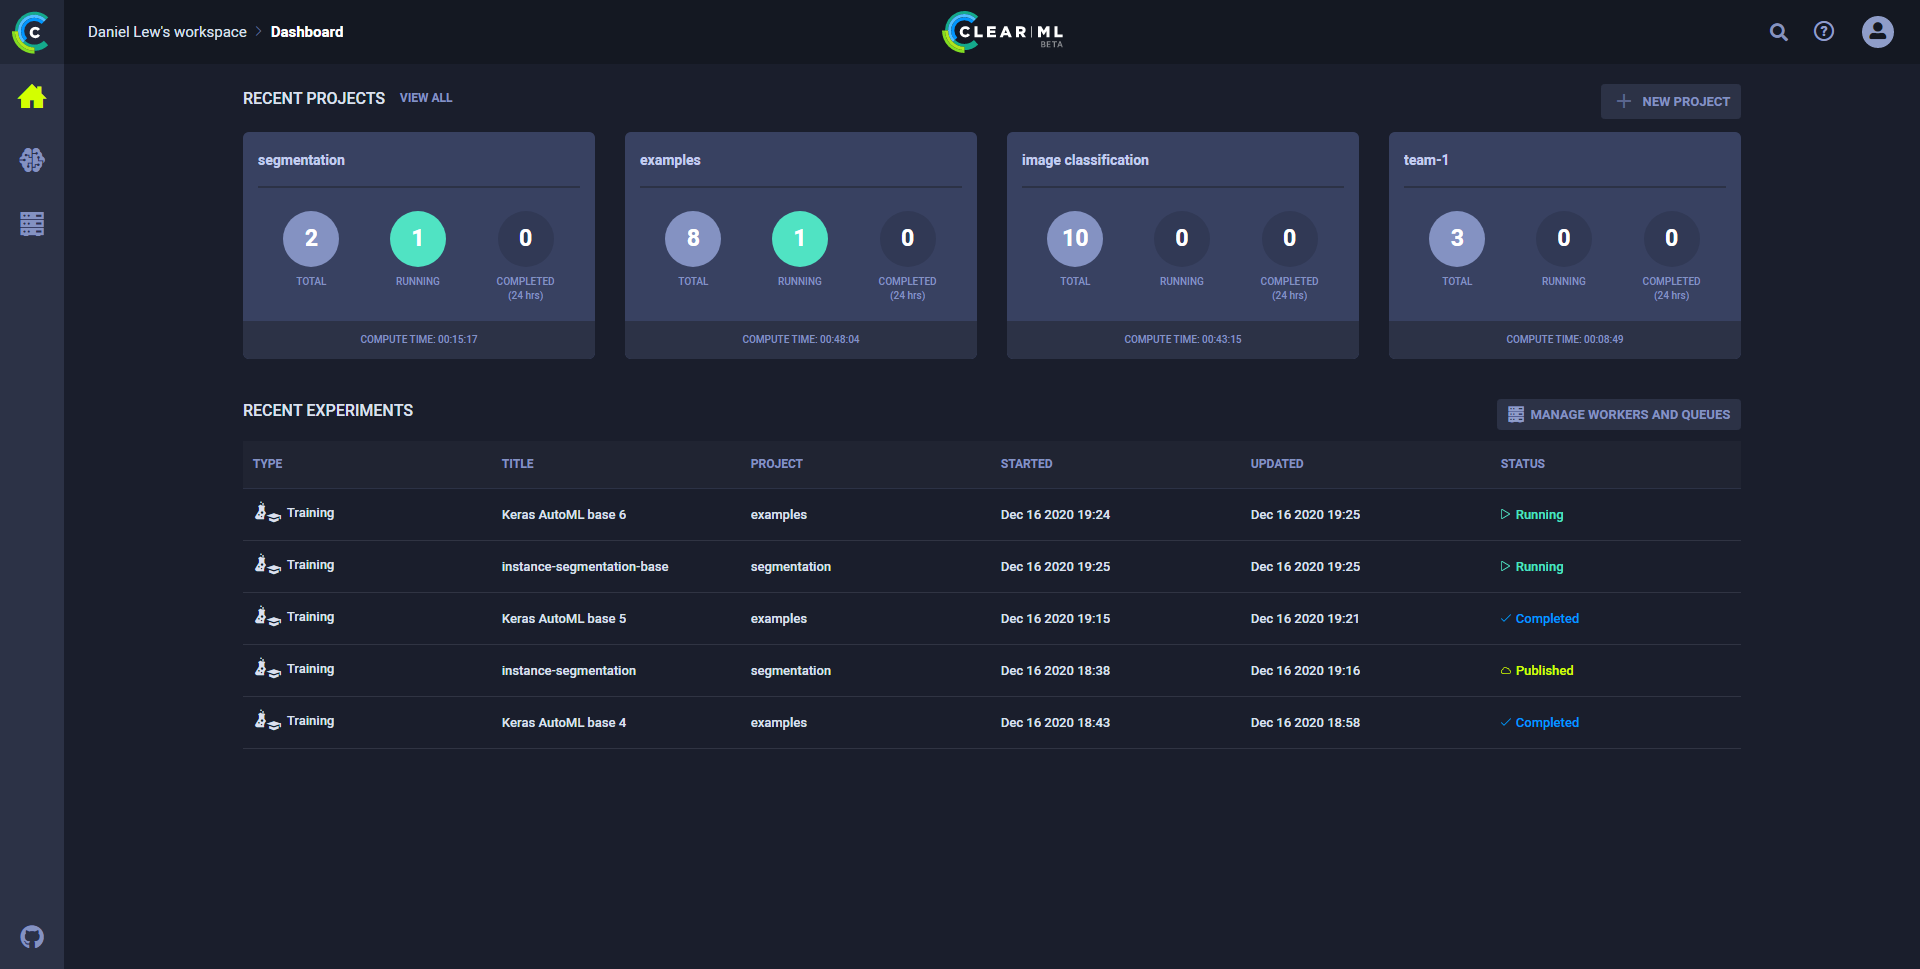 C
Daniel Lew's workspace > Dashboard
CLEAR|ML
BETA
?
RECENT PROJECTS VIEW ALL
+ NEW PROJECT
segmentation
2 1 0
TOTAL RUNNING COMPLETED
(24 hrs)
COMPUTE TIME: 00:15:17
examples
8 1 0
TOTAL RUNNING COMPLETED
(24 hrs)
COMPUTE TIME: 00:48:04
image classification
10 0 0
TOTAL RUNNING COMPLETED
(24 hrs)
COMPUTE TIME: 00:43:15
team-1
3 0 0
TOTAL RUNNING COMPLETED
(24 hrs)
COMPUTE TIME: 00:08:49
RECENT EXPERIMENTS
MANAGE WORKERS AND QUEUES
TYPE TITLE PROJECT STARTED UPDATED STATUS
Training Keras AutoML base 6 examples Dec 16 2020 19:24 Dec 16 2020 19:25 Running
Training instance-segmentation-base segmentation Dec 16 2020 19:25 Dec 16 2020 19:25 Running
Training Keras AutoML base 5 examples Dec 16 2020 19:15 Dec 16 2020 19:21 Completed
Training instance-segmentation segmentation Dec 16 2020 18:38 Dec 16 2020 19:16 Published
Training Keras AutoML base 4 examples Dec 16 2020 18:43 Dec 16 2020 18:58 Completed